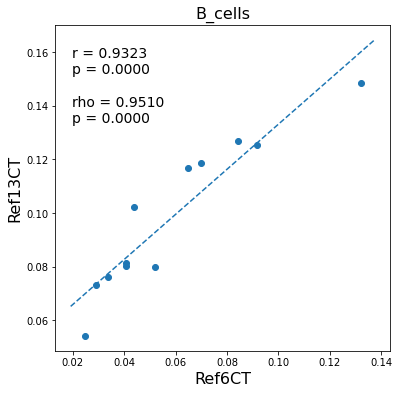 B_cells
r = 0.9323
p = 0.0000
rho = 0.9510
p = 0.0000
Ref13CT
0.16
0.14
0.12
0.10
0.08
0.06
0.02 0.04 0.06 0.08 0.10 0.12 0.14
Ref6CT